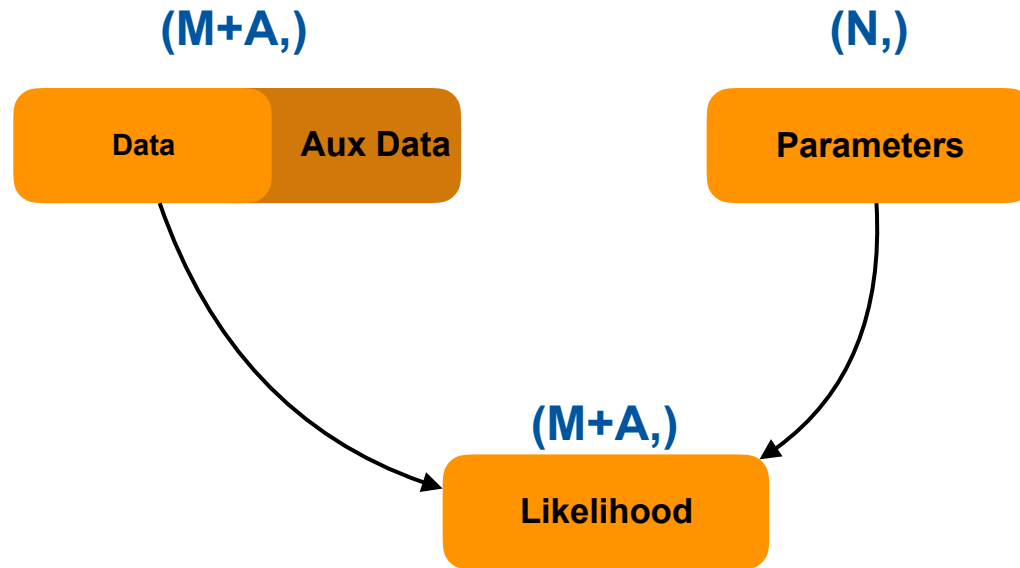 (M+A,)
(N,)
Data
Aux Data
Parameters
(M+A,)
Likelihood